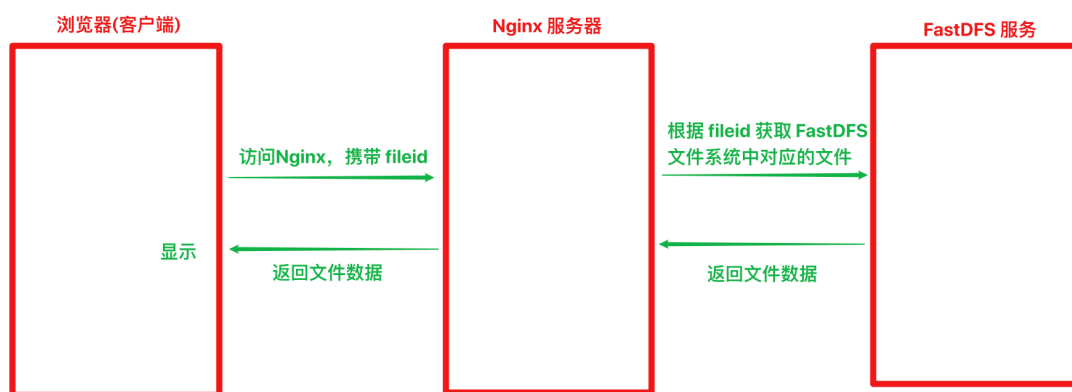 浏览器(客户端)
Nginx 服务器
FastDFS 服务
访问Nginx，携带 fileid
根据 fileid 获取 FastDFS
文件系统中对应的文件
显示
返回文件数据
返回文件数据